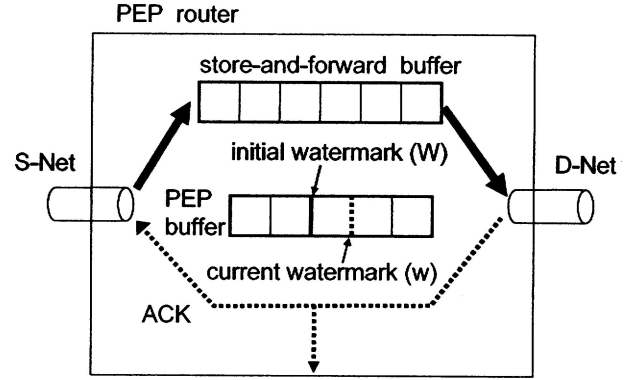 PEP router
store-and-forward buffer
initial watermark (W)
S-Net
D-Net
PEP
buffer
current watermark (w)
ACK